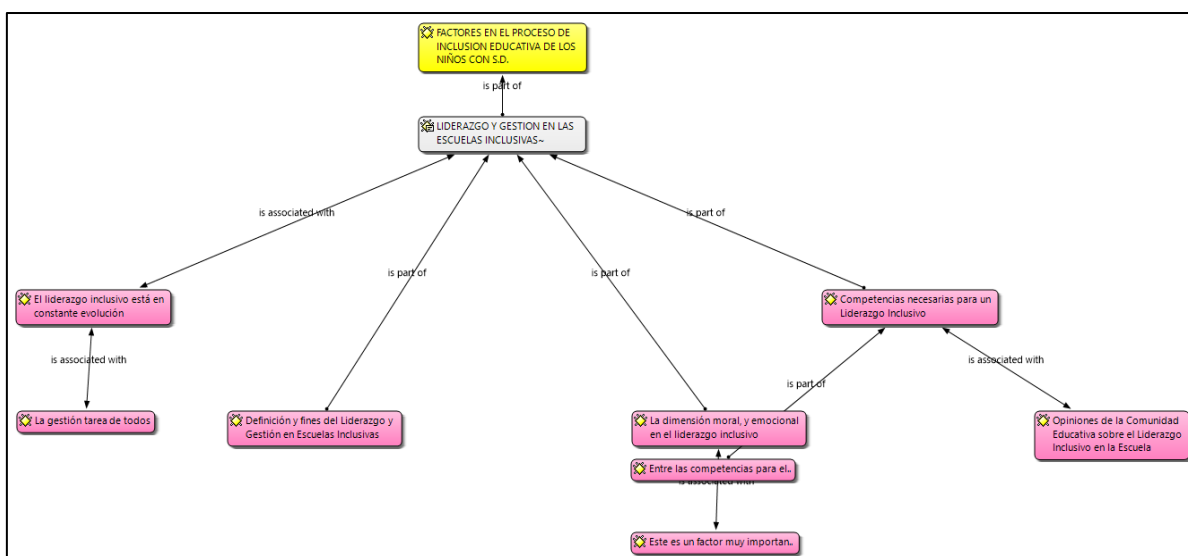 FACTORES EN EL PROCESO DE
INCLUSION EDUCATIVA DE LOS
NIÑOS CON S.D.
is part of
LIDERAZGO Y GESTION EN LAS
ESCUELAS INCLUSIVAS~
is associated with
is part of
is part of
is part of
El liderazgo inclusivo está en
constante evolución
Competencias necesarias para un
Liderazgo Inclusivo
is associated with
is part of
is associated with
La gestión tarea de todos
Definición y fines del Liderazgo y
Gestión en Escuelas Inclusivas
La dimensión moral, y emocional
en el liderazgo inclusivo
Opiniones de la Comunidad
Educativa sobre el Liderazgo
Inclusivo en la Escuela
Entre las competencias para el..
is associated with
Este es un factor muy importan..